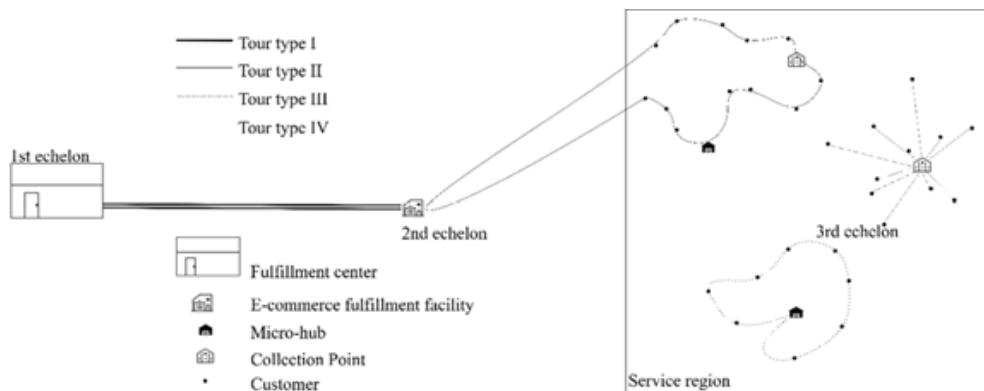 Tour type I
Tour type II
Tour type III
Tour type IV
1st echelon
2nd echelon
3rd echelon
Fulfillment center
E-commerce fulfillment facility
Micro-hub
Collection Point
Customer
Service region